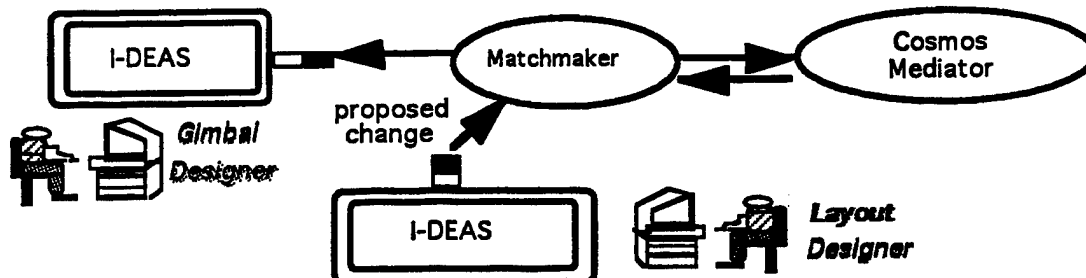 I-DEAS
Matchmaker
Cosmos
Mediator
proposed
change
Gimbal
Designer
I-DEAS
Layout
Designer